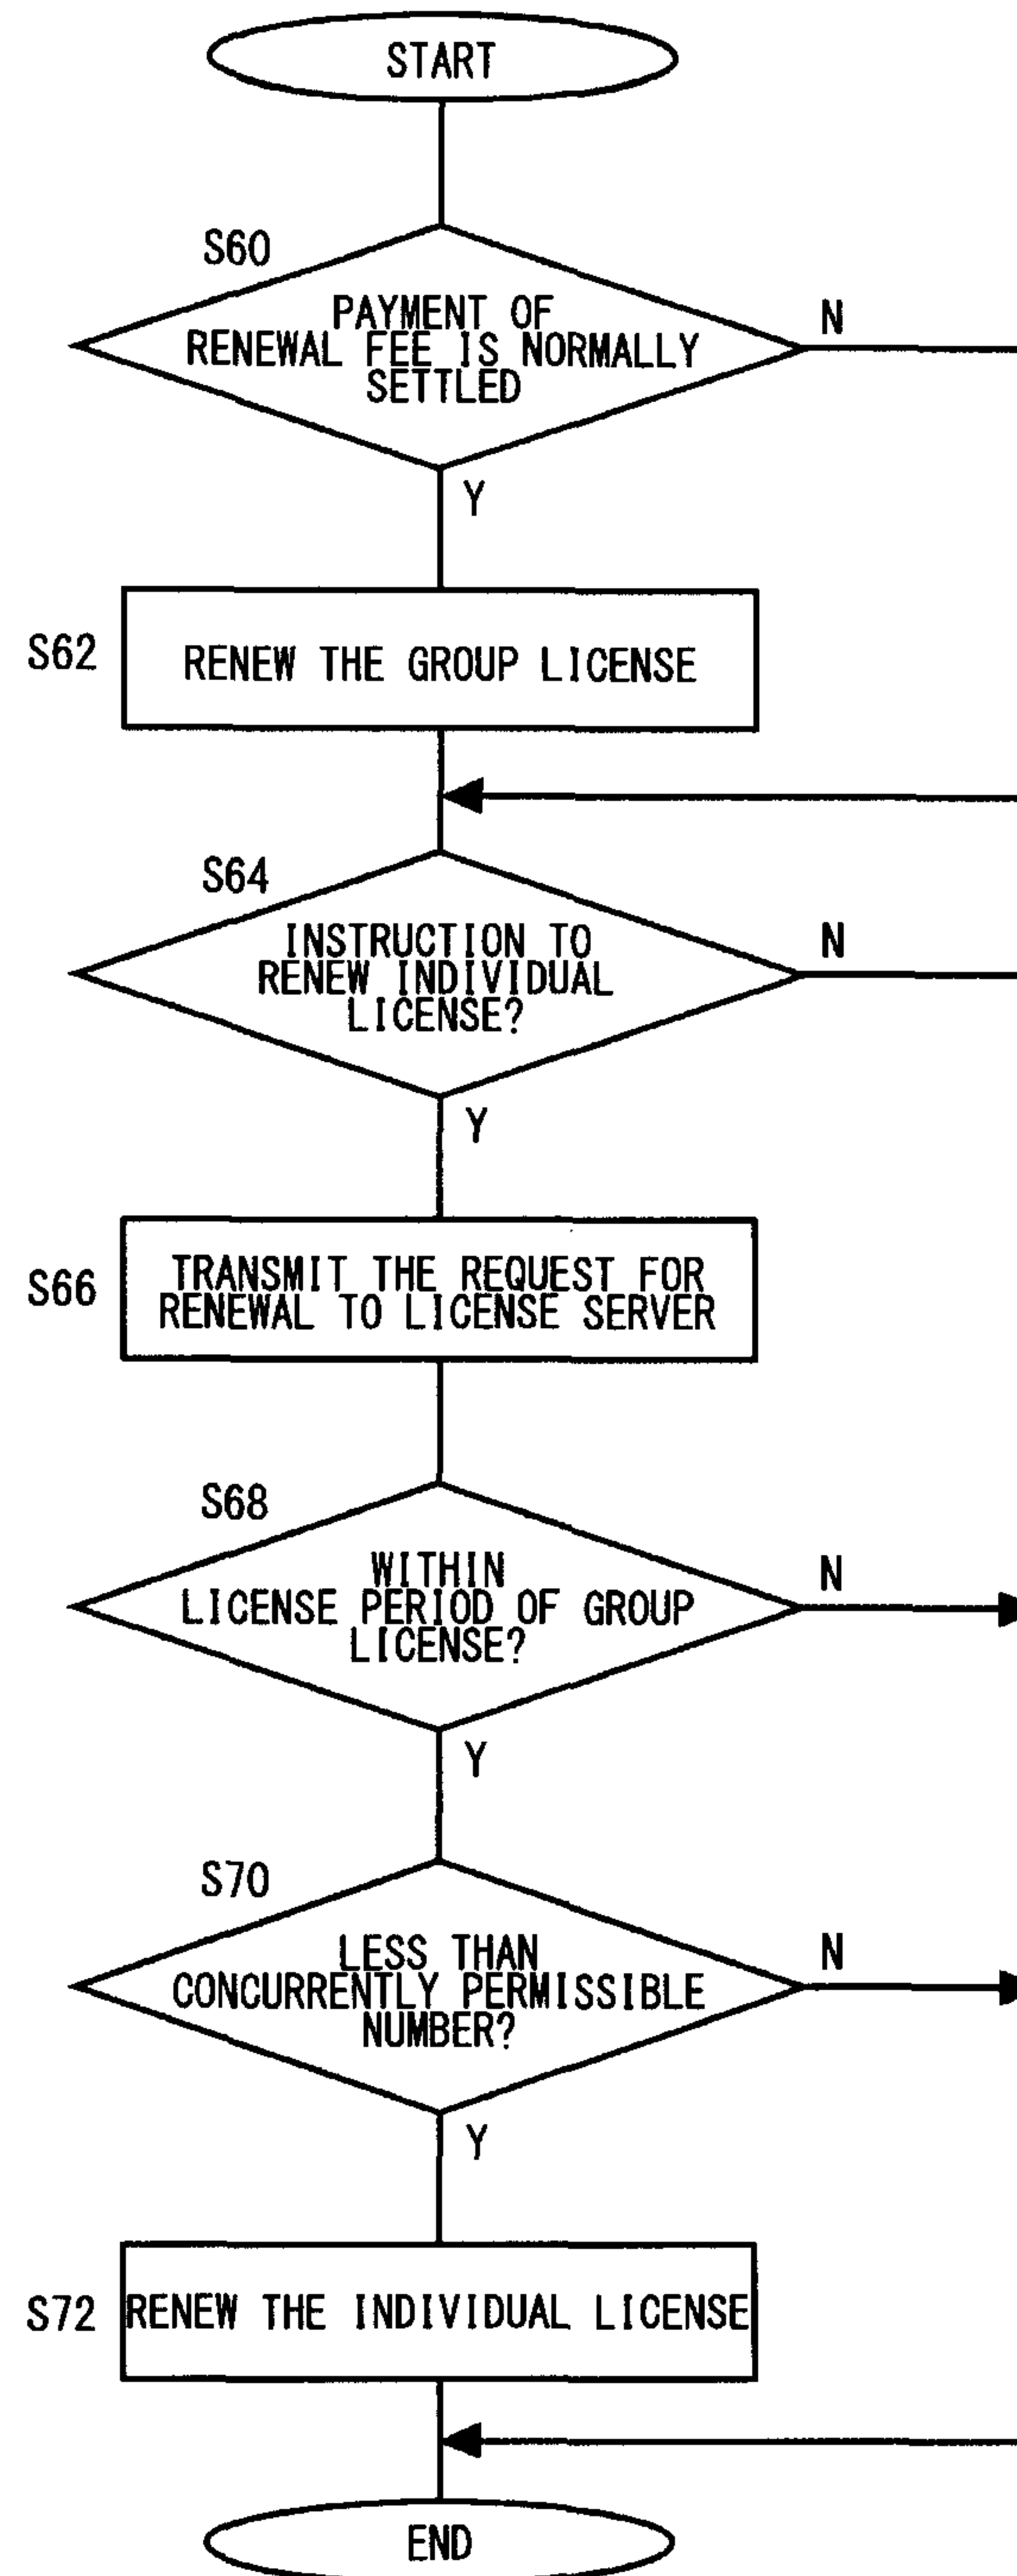 START
S60
PAYMENT OF
RENEWAL FEE IS NORMALLY
SETTLED
N
Y
S62
RENEW THE GROUP LICENSE
S64
INSTRUCTION TO
RENEW INDIVIDUAL
LICENSE?
N
Y
S66
TRANSMIT THE REQUEST FOR
RENEWAL TO LICENSE SERVER
S68
WITHIN
LICENSE PERIOD OF GROUP
LICENSE?
N
Y
S70
LESS THAN
CONCURRENTLY PERMISSIBLE
NUMBER?
N
Y
S72
RENEW THE INDIVIDUAL LICENSE
END